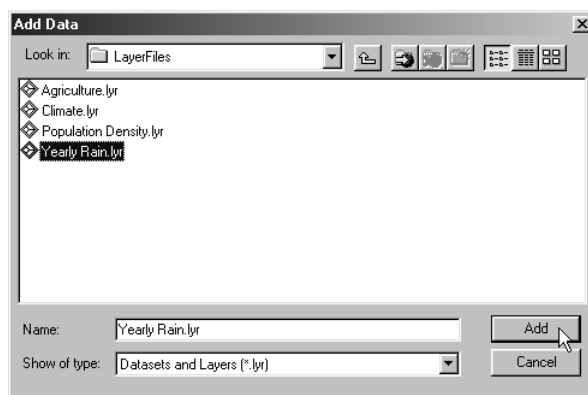 Add Data
Look in: LayerFiles
Agriculture.lyr
Climate.lyr
Population Density.lyr
Yearly Rain.lyr
Name: Yearly Rain.lyr Add
Show of type: Datasets and Layers (*.lyr) Cancel